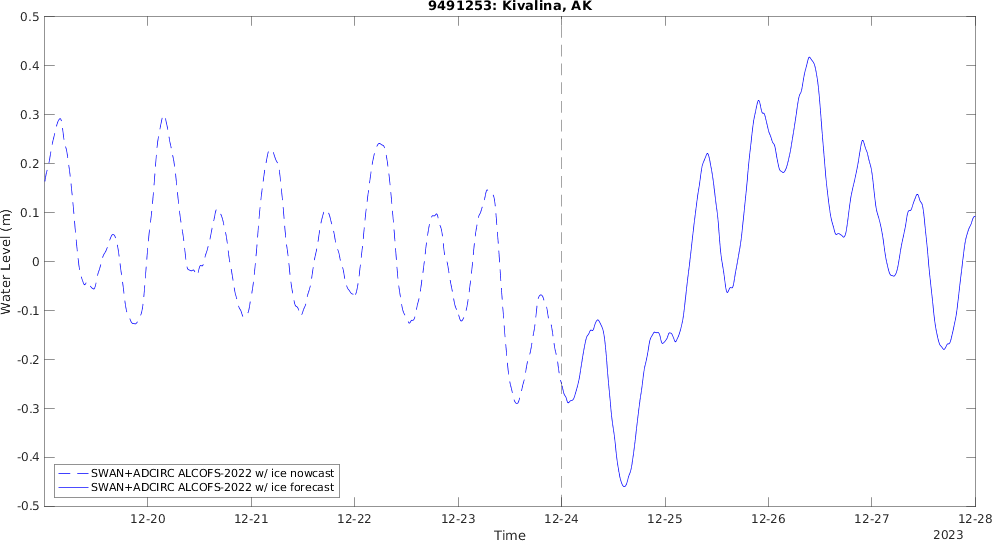 9491253: Kivalina, AK
Water Level (m)
0.5
0.4
0.3
0.2
0.1
0
-0.1
-0.2
-0.3
-0.4
-0.5
SWAN+ADCIRC ALCOFS-2022 w/ ice nowcast
SWAN+ADCIRC ALCOFS-2022 w/ ice forecast
12-20 12-21 12-22 12-23 12-24 12-25 12-26 12-27 12-28
Time
2023